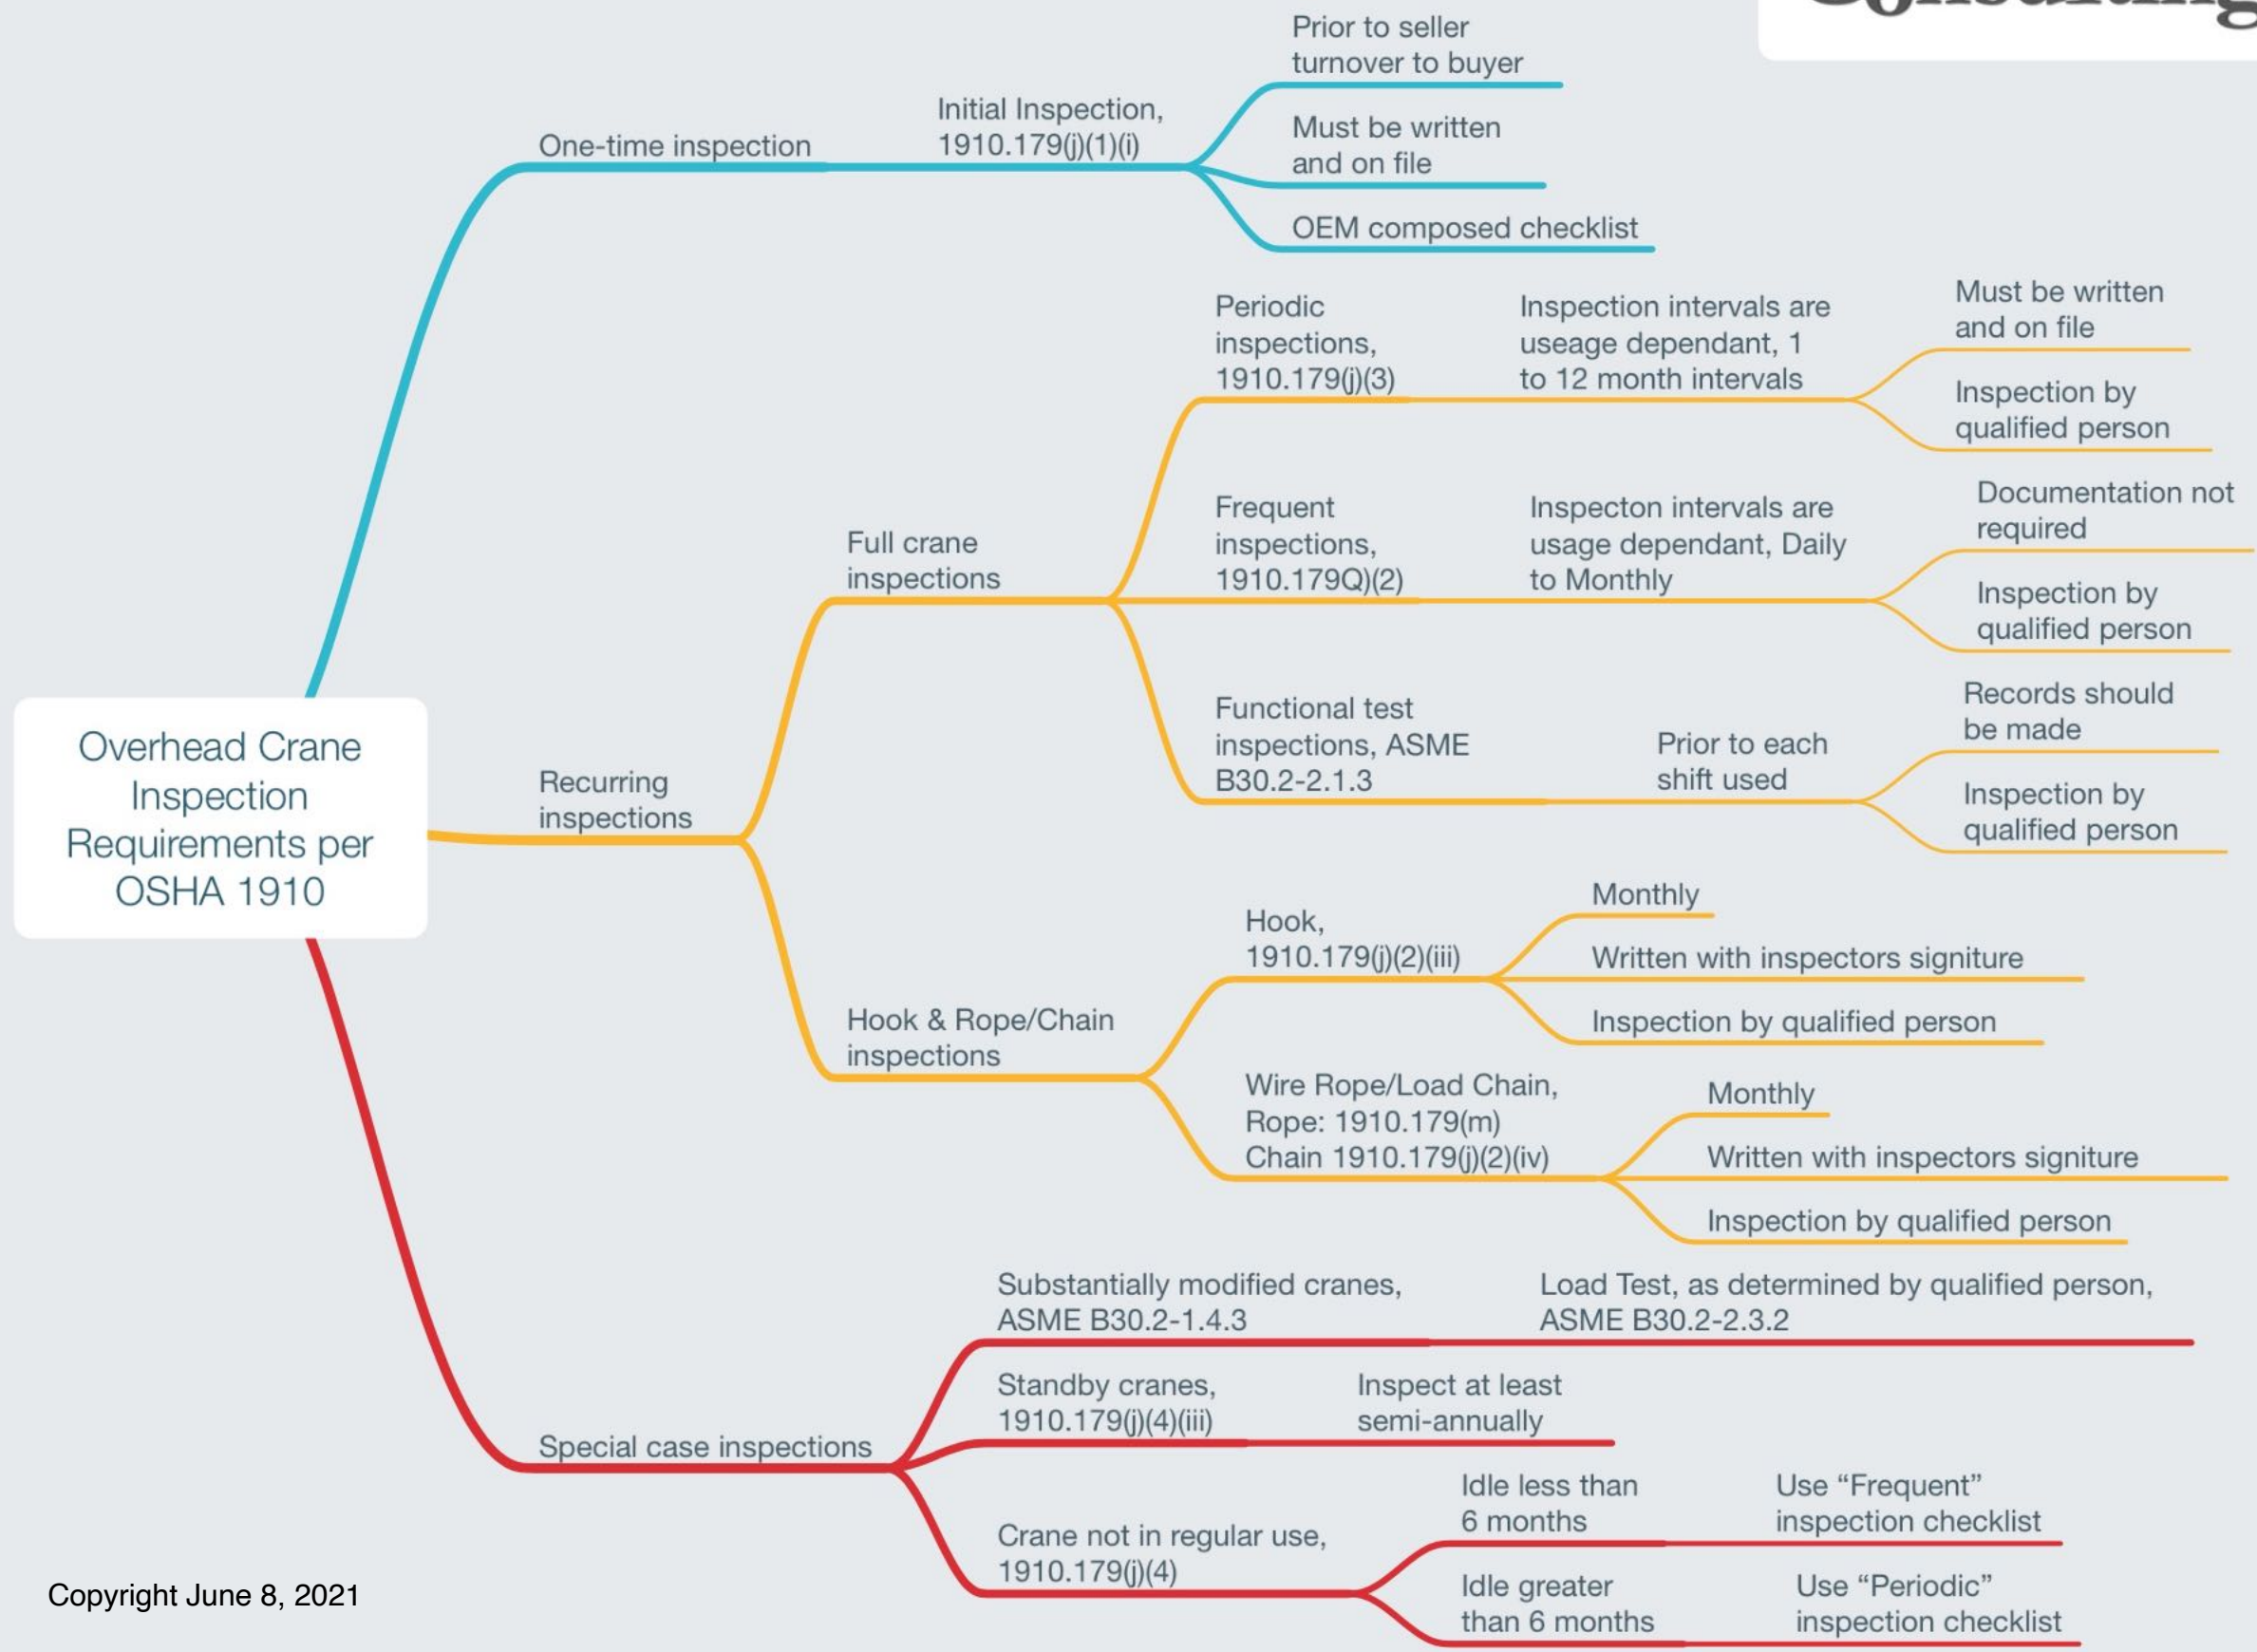 Prior to seller
turnover to buyer
Initial Inspection,
1910.179(j)(1)(i)
One-time inspection
Must be written
and on file
OEM composed checklist
Periodic
inspections,
1910.179(j)(3)
Inspection intervals are
useage dependant, 1
to 12 month intervals
Must be written
and on file
Inspection by
qualified person
Full crane
inspections
Frequent
inspections,
1910.179Q)(2)
Inspecton intervals are
usage dependant, Daily
to Monthly
Documentation not
required
Inspection by
qualified person
Functional test
inspections, ASME
B30.2-2.1.3
Prior to each
shift used
Records should
be made
Inspection by
qualified person
Overhead Crane
Inspection
Requirements per
OSHA 1910
Recurring
inspections
Hook & Rope/Chain
inspections
Hook,
1910.179(j)(2)(iii)
Monthly
Written with inspectors signiture
Inspection by qualified person
Wire Rope/Load Chain,
Rope: 1910.179(m)
Chain 1910.179(j)(2)(iv)
Monthly
Written with inspectors signiture
Inspection by qualified person
Special case inspections
Substantially modified cranes,
ASME B30.2-1.4.3
Load Test, as determined by qualified person,
ASME B30.2-2.3.2
Standby cranes,
1910.179(j)(4)(iii)
Inspect at least
semi-annually
Crane not in regular use,
1910.179(j)(4)
Idle less than
6 months
Use “Frequent”
inspection checklist
Idle greater
than 6 months
Use “Periodic”
inspection checklist
Copyright June 8, 2021